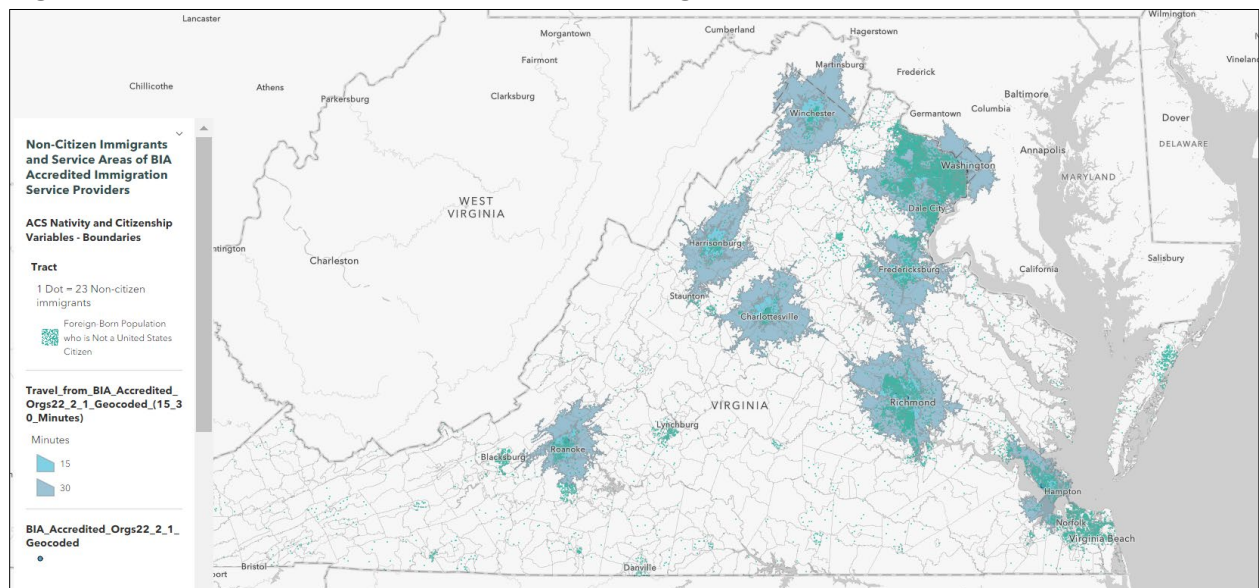 Lancaster
Cumberland
Hagerstown
Wilmington
Morgantown
Vineland
Fairmont
Martinsburg
Frederick
Chillicothe
Athens
Clarksburg
Baltimore
Parkersburg
Winchester
Germantown
Columbia
Dover
Non-Citizen Immigrants
and Service Areas of BIA
Accredited Immigration
Service Providers
Annapolis
DELAWARE
Washington
MARYLAND
WEST
VIRGINIA
Dale City
ACS Nativity and Citizenship
Variables - Boundaries
Harrisonburg
ntington
Charleston
Salisbury
Tract
Fredericksburg
California
1 Dot = 23 Non-citizen
immigrants
Staunton
Foreign-Born Population
who is Not a United States
Citizen
Charlottesville
Travel_from_BIA_Accredited_
Orgs22_2_1_Geocoded_(15_3
0_Minutes)
Richmond
VIRGINIA
Minutes
Lynchburg
15
Roanoke
Blacksburg
30
Hampton
BIA_Accredited_Orgs22_2_1_
Geocoded
Norfolk
Virginia Beach
Bristol
Danville
port